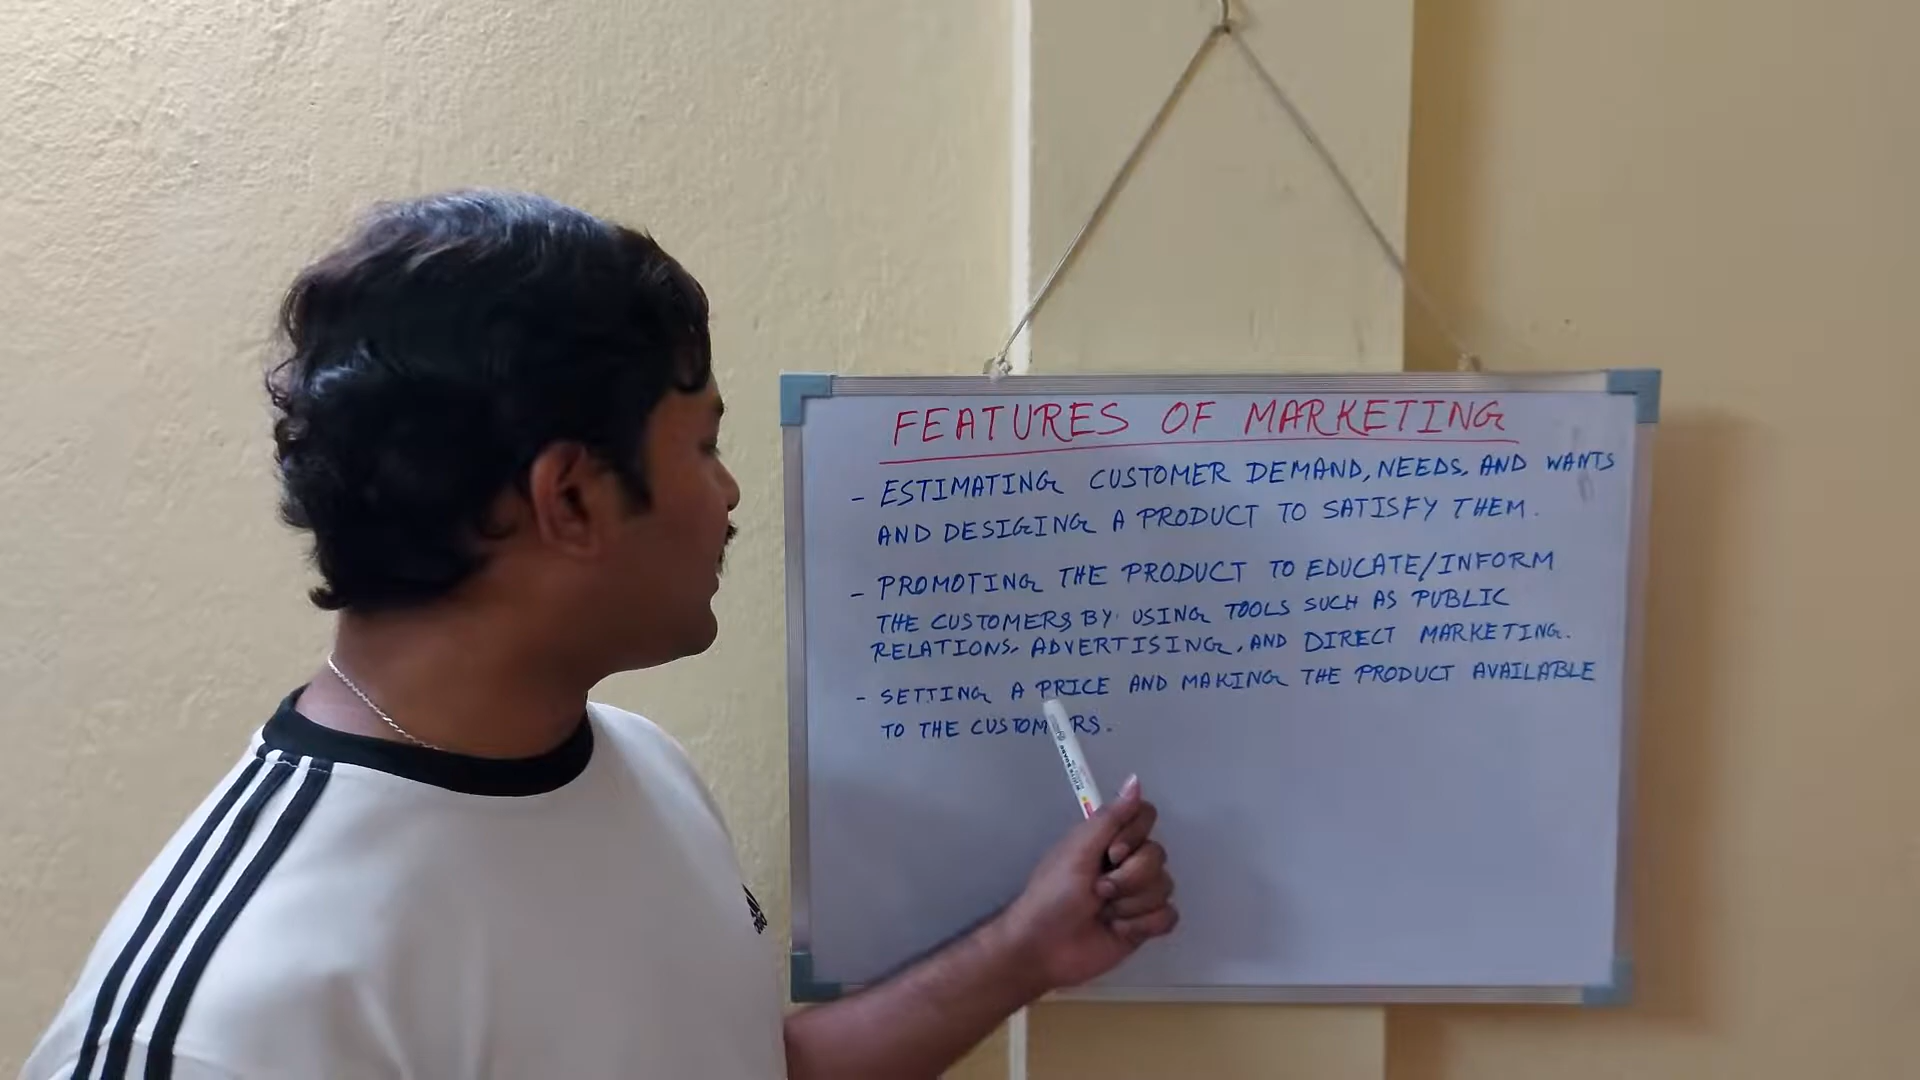 FEATURES OF MARKETING
- ESTIMATING CUSTOMER DEMAND, NEEDS, AND WANTS
AND DESIGING A PRODUCT TO SATISFY THEM.
- PROMOTING THE PRODUCT TO EDUCATE/INFORM
THE CUSTOMERS BY USING TOOLS SUCH AS PUBLIC
RELATIONS, ADVERTISING, AND DIRECT MARKETING.
- SETTING A PRICE AND MAKING THE PRODUCT AVAILABLE
TO THE CUSTOMERS.